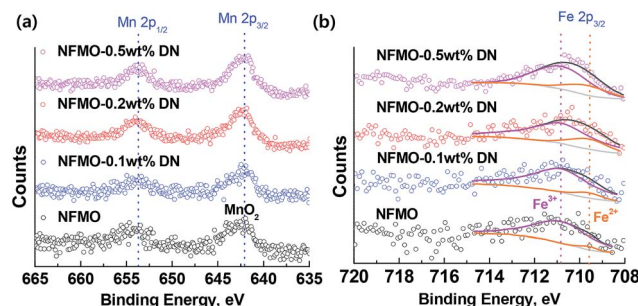 (a)
Mn 2p1/2
Mn 2p3/2
NFMO-0.5wt% DN
NFMO-0.2wt% DN
NFMO-0.1wt% DN
MnO2
NFMO
Counts
665 660 655 650 645 640 635
Binding Energy, eV
(b)
Fe 2p3/2
NFMO-0.5wt% DN
NFMO-0.2wt% DN
NFMO-0.1wt% DN
Fe3+
Fe2+
NFMO
Counts
720 718 716 714 712 710 708
Binding Energy, eV